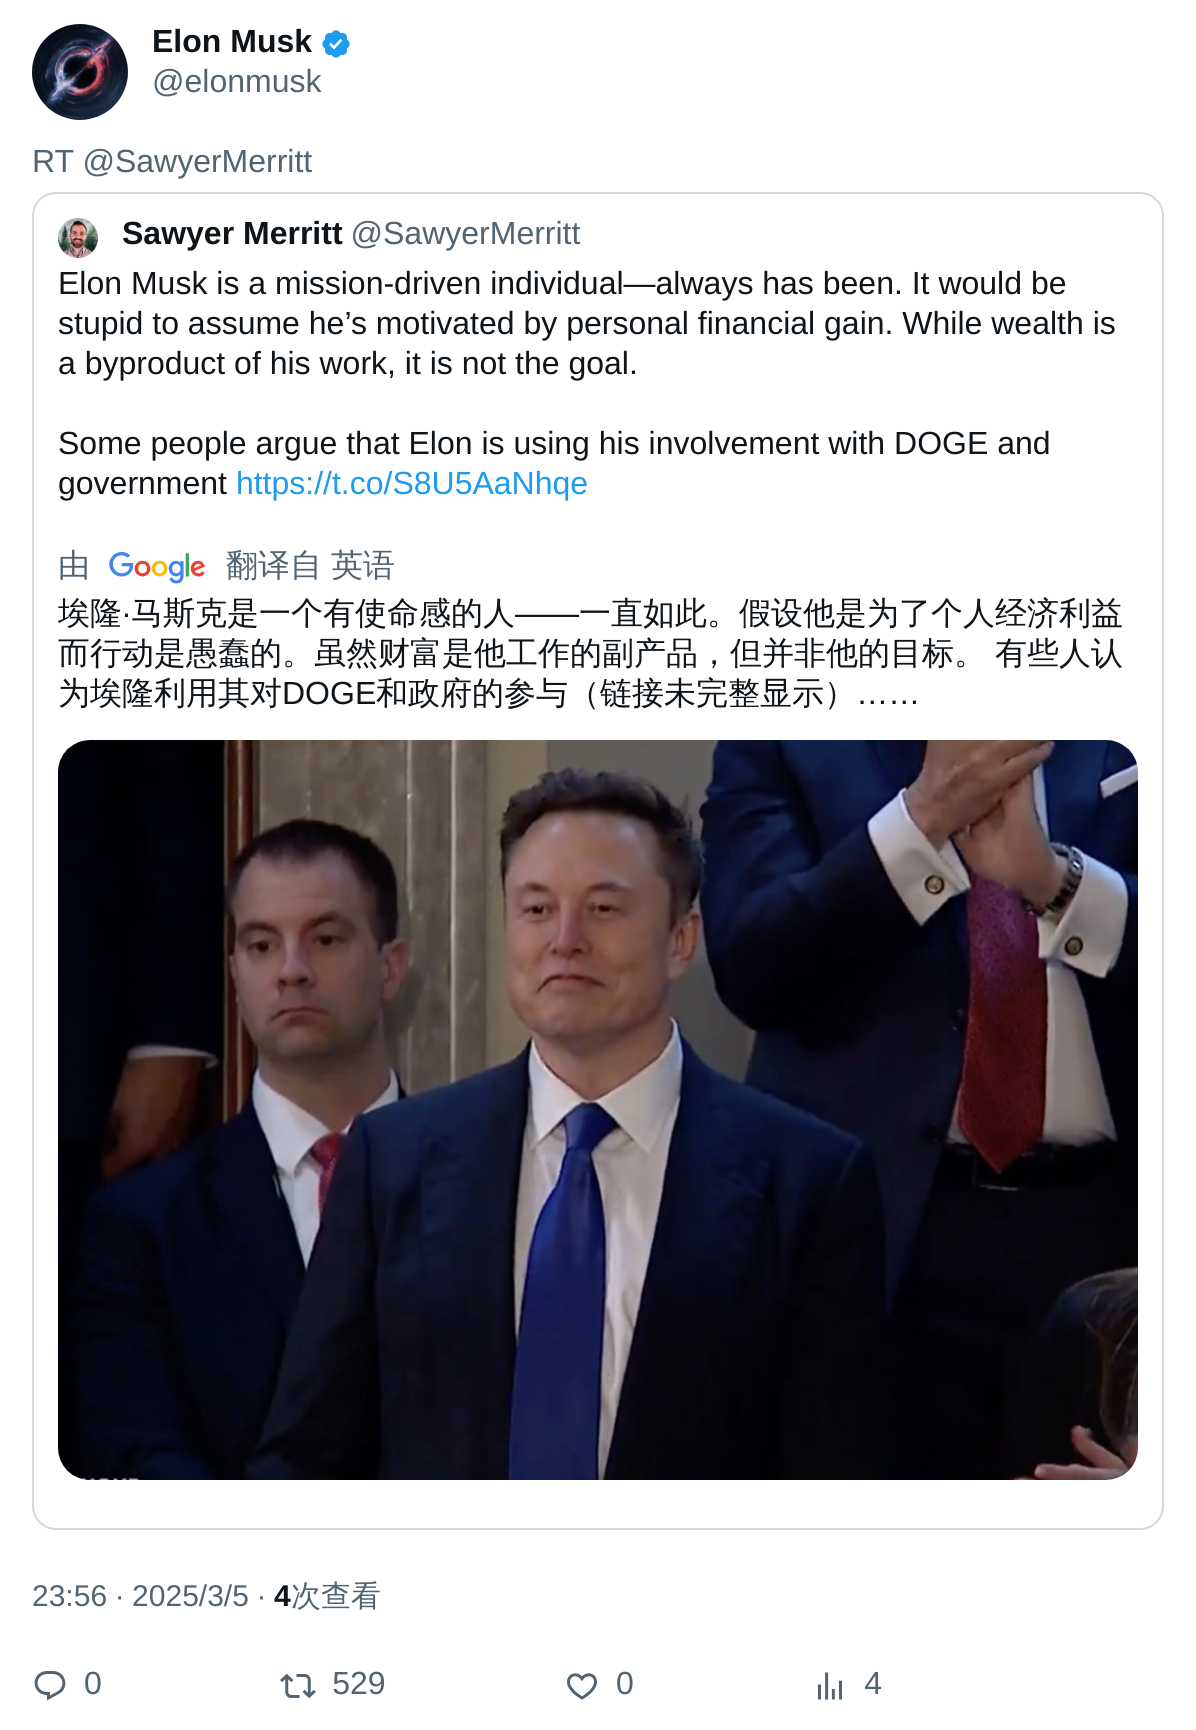 Elon Musk
@elonmusk
RT @SawyerMerritt
Sawyer Merritt @SawyerMerritt
Elon Musk is a mission-driven individual—always has been. It would be
stupid to assume he’s motivated by personal financial gain. While wealth is
a byproduct of his work, it is not the goal.
Some people argue that Elon is using his involvement with DOGE and
government https://t.co/S8U5AaNhqe
由 Google 翻译自 英语
埃隆·马斯克是一个有使命感的人——一直如此。假设他是为了个人经济利益
而行动是愚蠢的。虽然财富是他工作的副产品，但并非他的目标。 有些人认
为埃隆利用其对DOGE和政府的参与（链接未完整显示）……
23:56 · 2025/3/5 · 4次查看
0 529 0 4